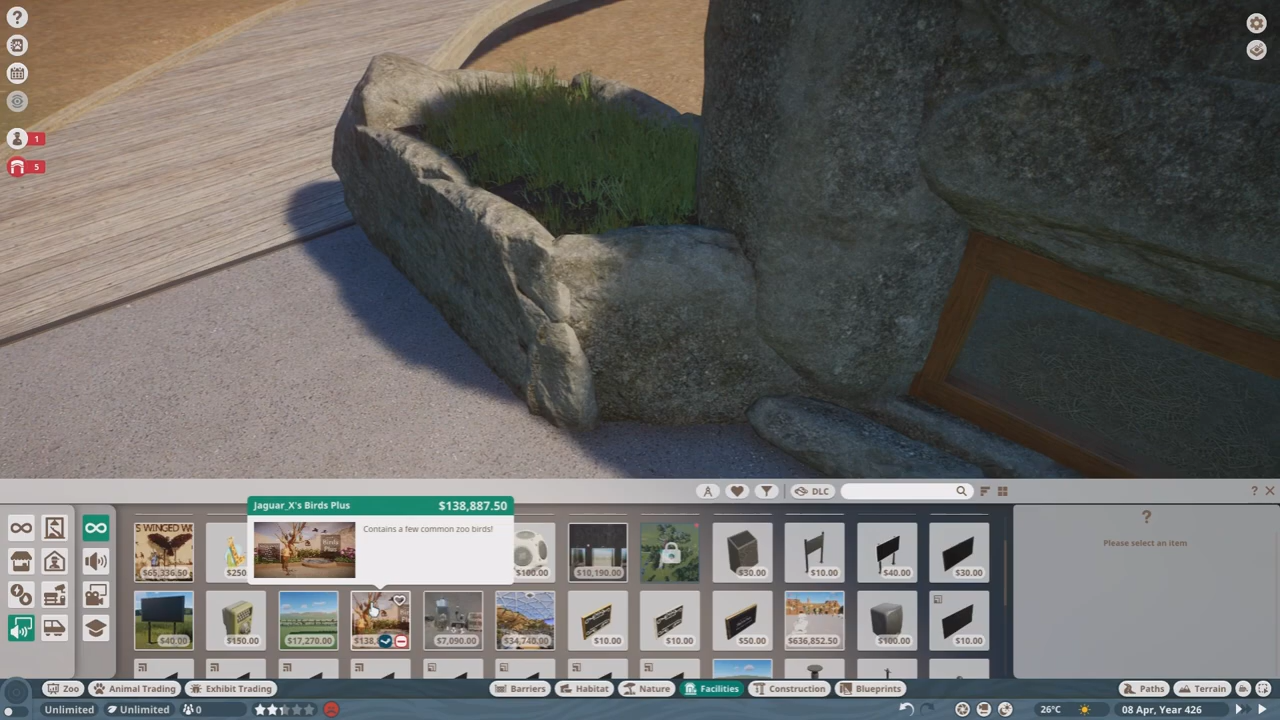 ?
1
5
DLC
? ×
Jaguar_X's Birds Plus $138,887.50
Contains a few common zoo birds!
Birds Plus
S WINGED W
$65,336.50 $250 $100.00 $10,190.00 $30.00 $10.00 $40.00 $30.00
$40.00 $150.00 $17,270.00 $138, $7,090.00 $34,740.00 $10.00 $10.00 $50.00 $636,852.50 $100.00 $10.00
?
Please select an item
Zoo Animal Trading Exhibit Trading Barriers Habitat Nature Facilities Construction Blueprints Paths Terrain
Unlimited Unlimited 0 26°C 08 Apr, Year 426